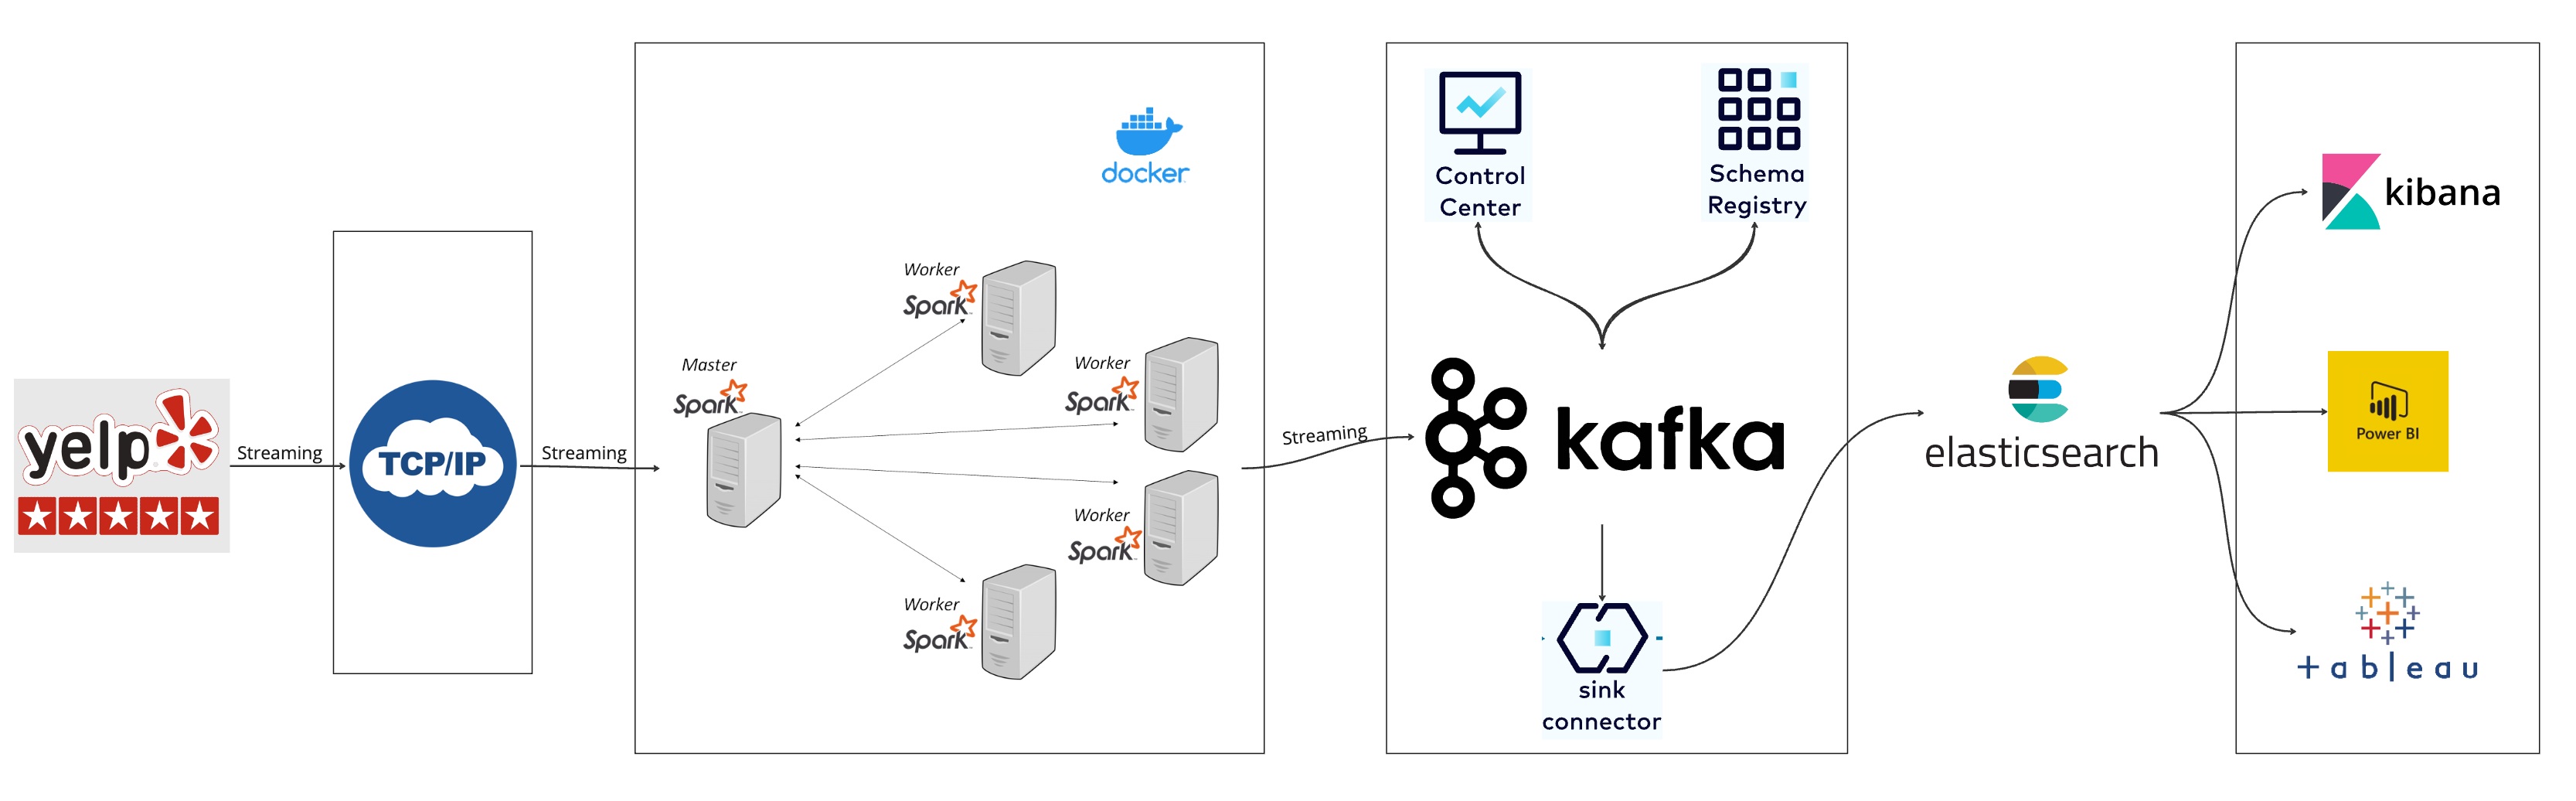 yelp
Streaming
TCP/IP
Streaming
docker
Master
Spark
Worker
Spark
Worker
Spark
Worker
Spark
Worker
Spark
Streaming
Control
Center
Schema
Registry
kafka
sink
connector
elasticsearch
kibana
Power BI
tableau